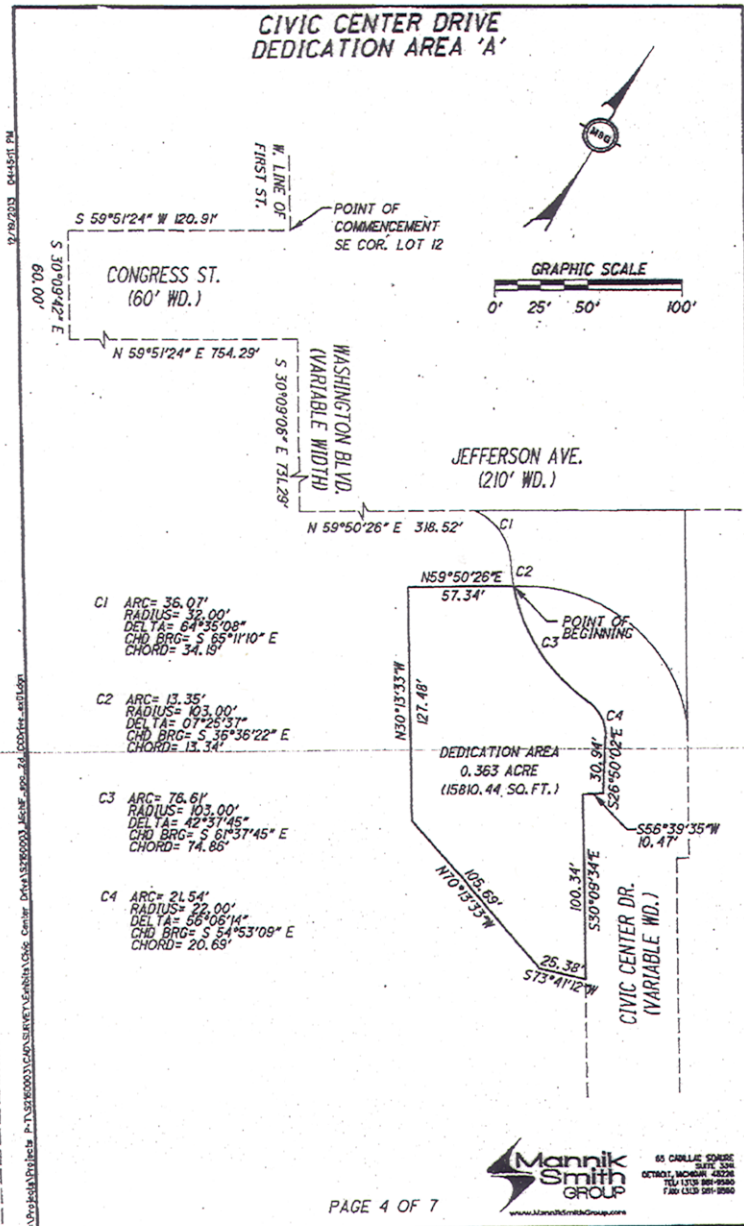 CIVIC CENTER DRIVE
DEDICATION AREA 'A'
12/19/2013 04:45:11 PM
MSG
W. LINE OF
FIRST ST.
S 59°51'24" W 120.91'
POINT OF
COMMENCEMENT
SE COR. LOT 12
S 30°09'42" E
60.00'
CONGRESS ST.
(60' WD.)
GRAPHIC SCALE
0' 25' 50' 100'
N 59°51'24" E 754.29'
S 30°09'06" E 731.29'
WASHINGTON BLVD.
(VARIABLE WIDTH)
JEFFERSON AVE.
(210' WD.)
N 59°50'26" E 318.52'
C1
N59°50'26"E
57.34'
C2
POINT OF
BEGINNING
C3
C4
C1 ARC= 36.07'
RADIUS= 32.00'
DELTA= 64°35'08"
CHD BRG= S 65°11'10" E
CHORD= 34.19'
C2 ARC= 13.35'
RADIUS= 103.00'
DELTA= 07°25'37"
CHD BRG= S 36°36'22" E
CHORD= 13.34'
C3 ARC= 76.61'
RADIUS= 103.00'
DELTA= 42°37'45"
CHD BRG= S 61°37'45" E
CHORD= 74.86'
C4 ARC= 21.54'
RADIUS= 22.00'
DELTA= 56°06'14"
CHD BRG= S 54°53'09" E
CHORD= 20.69'
N30°13'33"W
127.48'
DEDICATION AREA
0.363 ACRE
(15810.44 SQ.FT.)
30.94'
S26°50'02"E
S56°39'35"W
10.47'
100.34'
S30°09'34"E
105.69'
N70°13'33"W
25.38'
S73°41'12"W
CIVIC CENTER DR.
(VARIABLE WD.)
Mannik
Smith
GROUP
www.MannikSmithGroup.com
65 CADILLAC SQUARE
DETROIT, MICHIGAN 48226
PAGE 4 OF 7